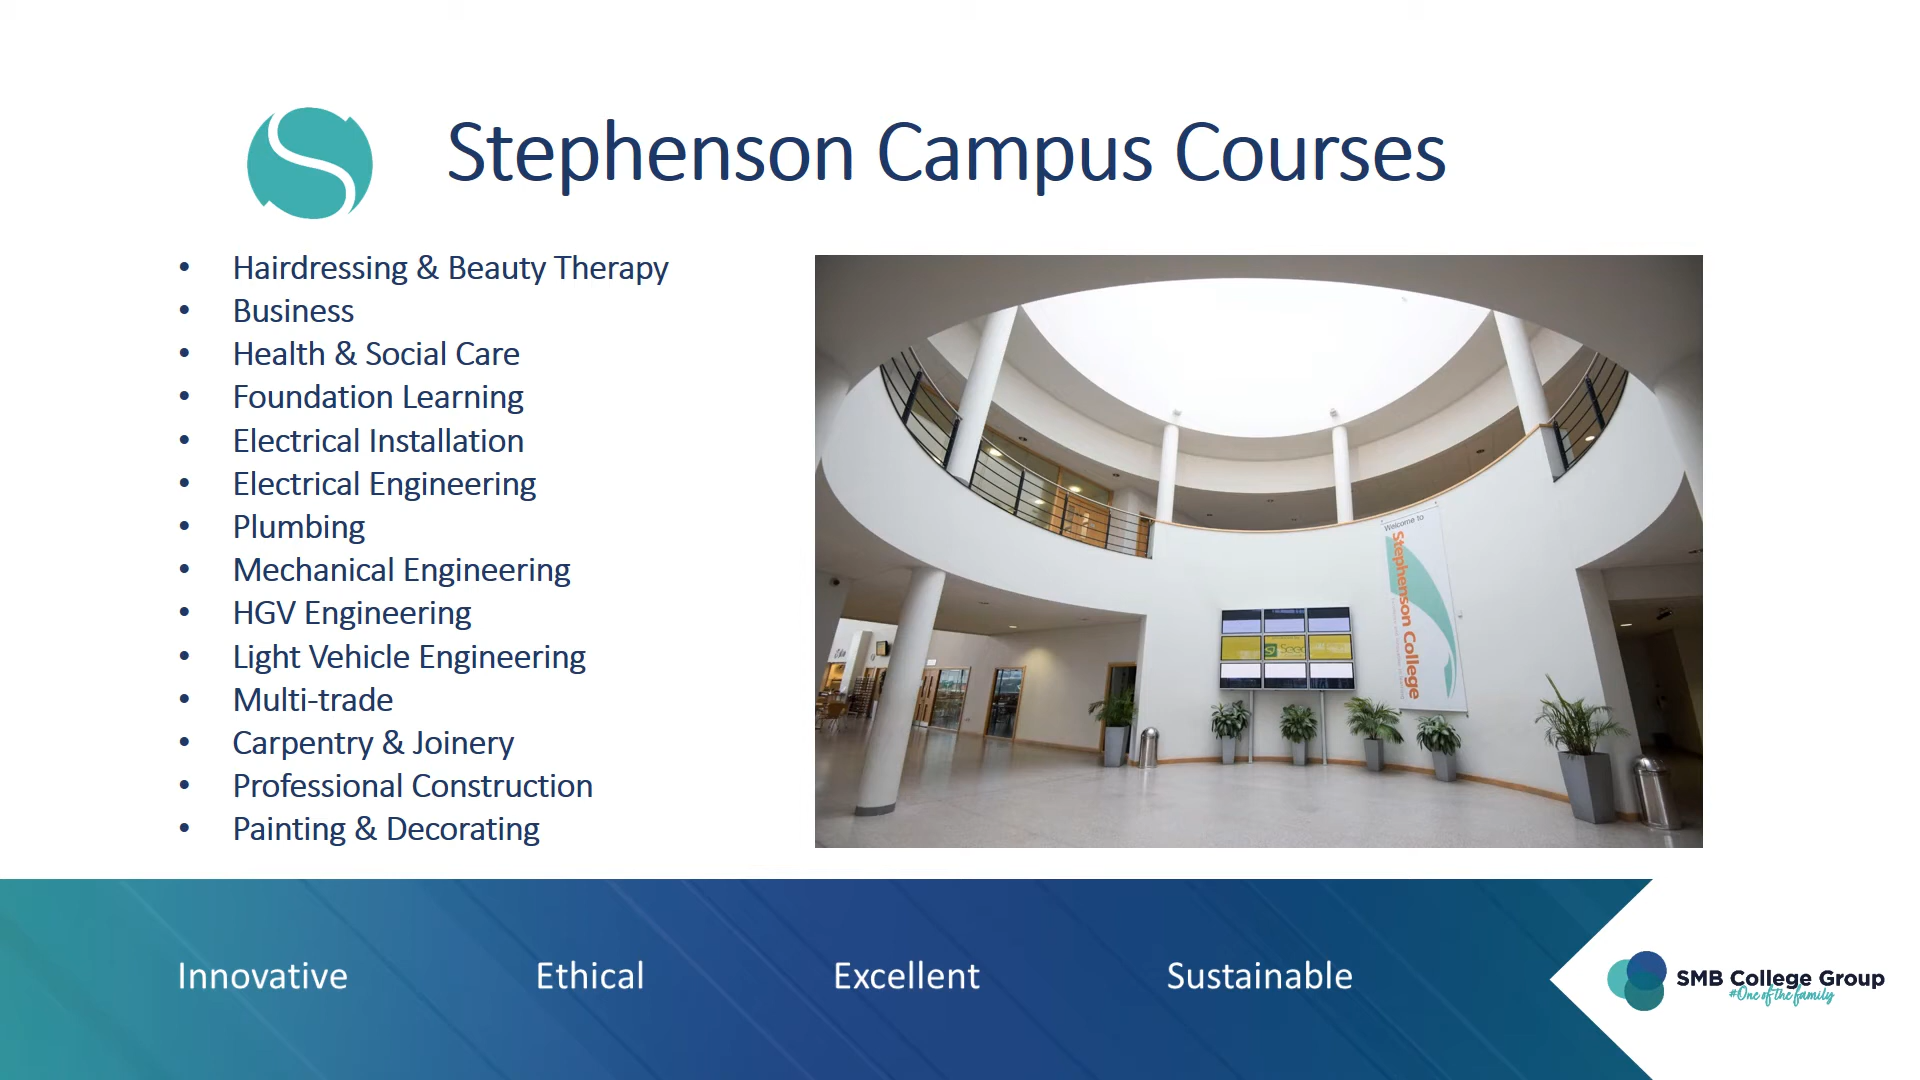 Stephenson Campus Courses
• Hairdressing & Beauty Therapy
• Business
• Health & Social Care
• Foundation Learning
• Electrical Installation
• Electrical Engineering
• Plumbing
• Mechanical Engineering
• HGV Engineering
• Light Vehicle Engineering
• Multi-trade
• Carpentry & Joinery
• Professional Construction
• Painting & Decorating
Welcome to
Stephenson College
Innovative
Ethical
Excellent
Sustainable
SMB College Group
#One of the family